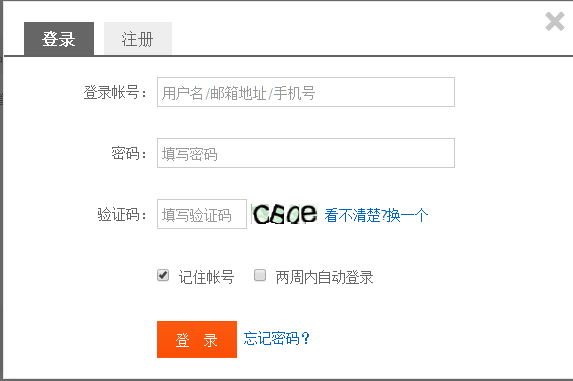 登录 注册
登录帐号： 用户名/邮箱地址/手机号
密码： 填写密码
验证码： 填写验证码 看不清楚?换一个
记住帐号 两周内自动登录
登 录 忘记密码？